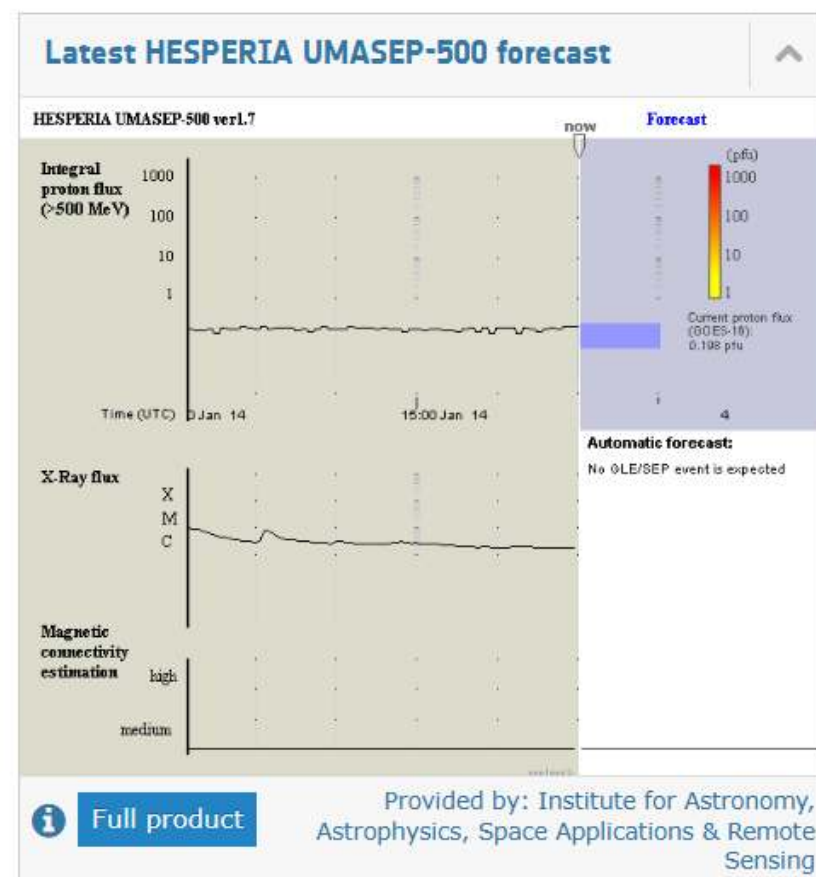 Latest HESPERIA UMASEP-500 forecast
HESPERIA UMASEP-500 ver1.7
now
Forecast
Integral
proton flux
(>500 MeV)
1000
100
10
1
(pfu)
1000
100
10
1
Current proton flux
(GOES-16):
0.198 pfu
Time (UTC)
0 Jan 14
15:00 Jan 14
4
Automatic forecast:
No GLE/SEP event is expected
X-Ray flux
X
M
C
Magnetic
connectivity
estimation
high
medium
Full product
Provided by: Institute for Astronomy,
Astrophysics, Space Applications & Remote
Sensing